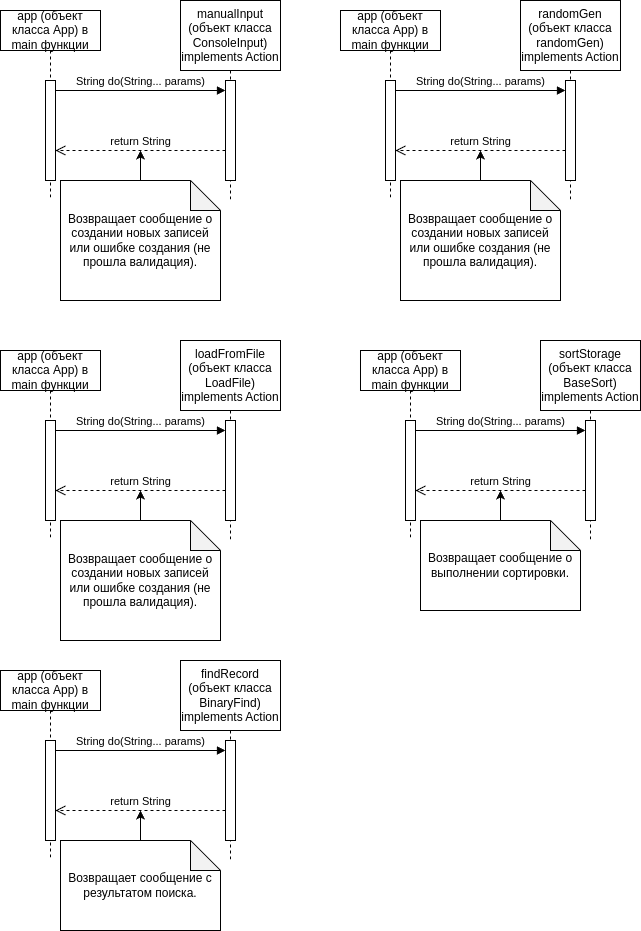 app (объект
класса App) в
main функции
manualInput
(объект класса
ConsoleInput)
implements Action
String do(String... params)
return String
Возвращает сообщение о
создании новых записей
или ошибке создания (не
прошла валидация).
app (объект
класса App) в
main функции
randomGen
(объект класса
randomGen)
implements Action
String do(String... params)
return String
Возвращает сообщение о
создании новых записей
или ошибке создания (не
прошла валидация).
app (объект
класса App) в
main функции
loadFromFile
(объект класса
LoadFile)
implements Action
String do(String... params)
return String
Возвращает сообщение о
создании новых записей
или ошибке создания (не
прошла валидация).
app (объект
класса App) в
main функции
sortStorage
(объект класса
BaseSort)
implements Action
String do(String... params)
return String
Возвращает сообщение о
выполнении сортировки.
app (объект
класса App) в
main функции
findRecord
(объект класса
BinaryFind)
implements Action
String do(String... params)
return String
Возвращает сообщение с
результатом поиска.